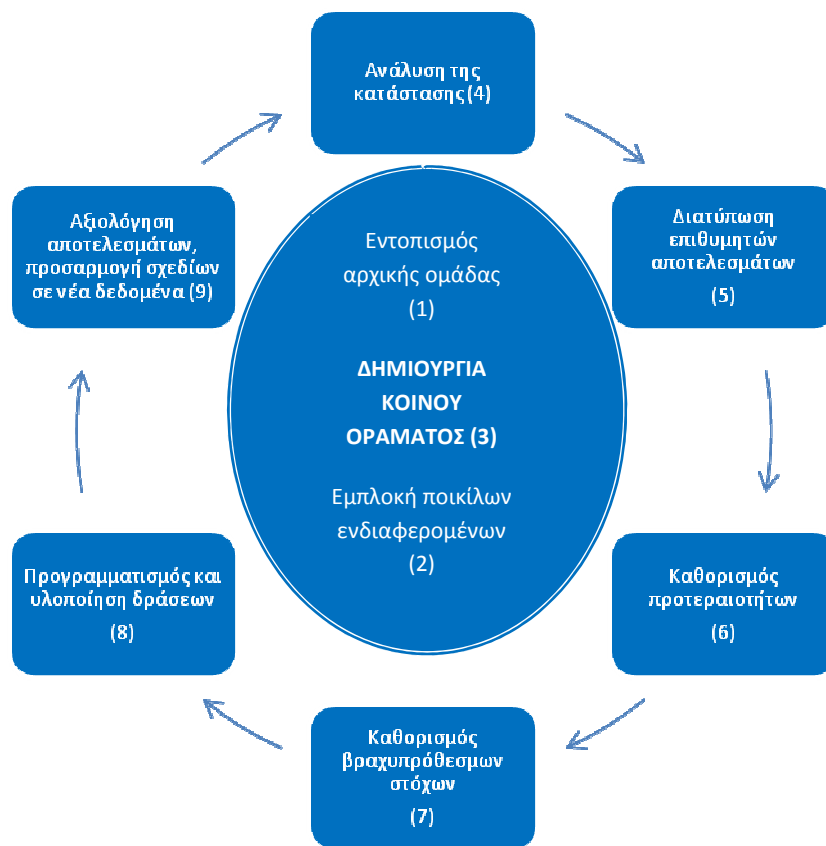 Ανάλυση της
κατάστασης (4)
Διατύπωση
επιθυμητών
αποτελεσμάτων
(5)
Καθορισμός
προτεραιοτήτων
(6)
Καθορισμός
βραχυπρόθεσμων
στόχων
(7)
Προγραμματισμός και
υλοποίηση δράσεων
(8)
Αξιολόγηση
αποτελεσμάτων,
προσαρμογή σχεδίων
σε νέα δεδομένα (9)
Εντοπισμός
αρχικής ομάδας
(1)
ΔΗΜΙΟΥΡΓΙΑ
ΚΟΙΝΟΥ
ΟΡΑΜΑΤΟΣ (3)
Εμπλοκή ποικίλων
ενδιαφερομένων
(2)